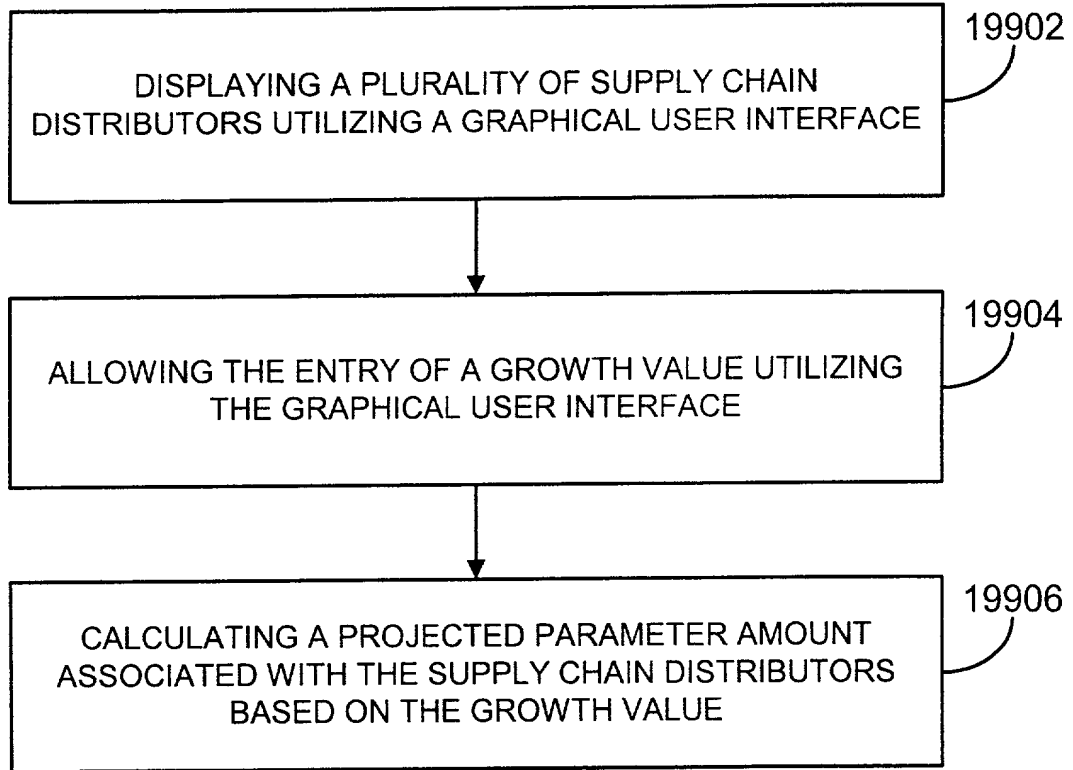 19902
DISPLAYING A PLURALITY OF SUPPLY CHAIN
DISTRIBUTORS UTILIZING A GRAPHICAL USER INTERFACE
19904
ALLOWING THE ENTRY OF A GROWTH VALUE UTILIZING
THE GRAPHICAL USER INTERFACE
19906
CALCULATING A PROJECTED PARAMETER AMOUNT
ASSOCIATED WITH THE SUPPLY CHAIN DISTRIBUTORS
BASED ON THE GROWTH VALUE